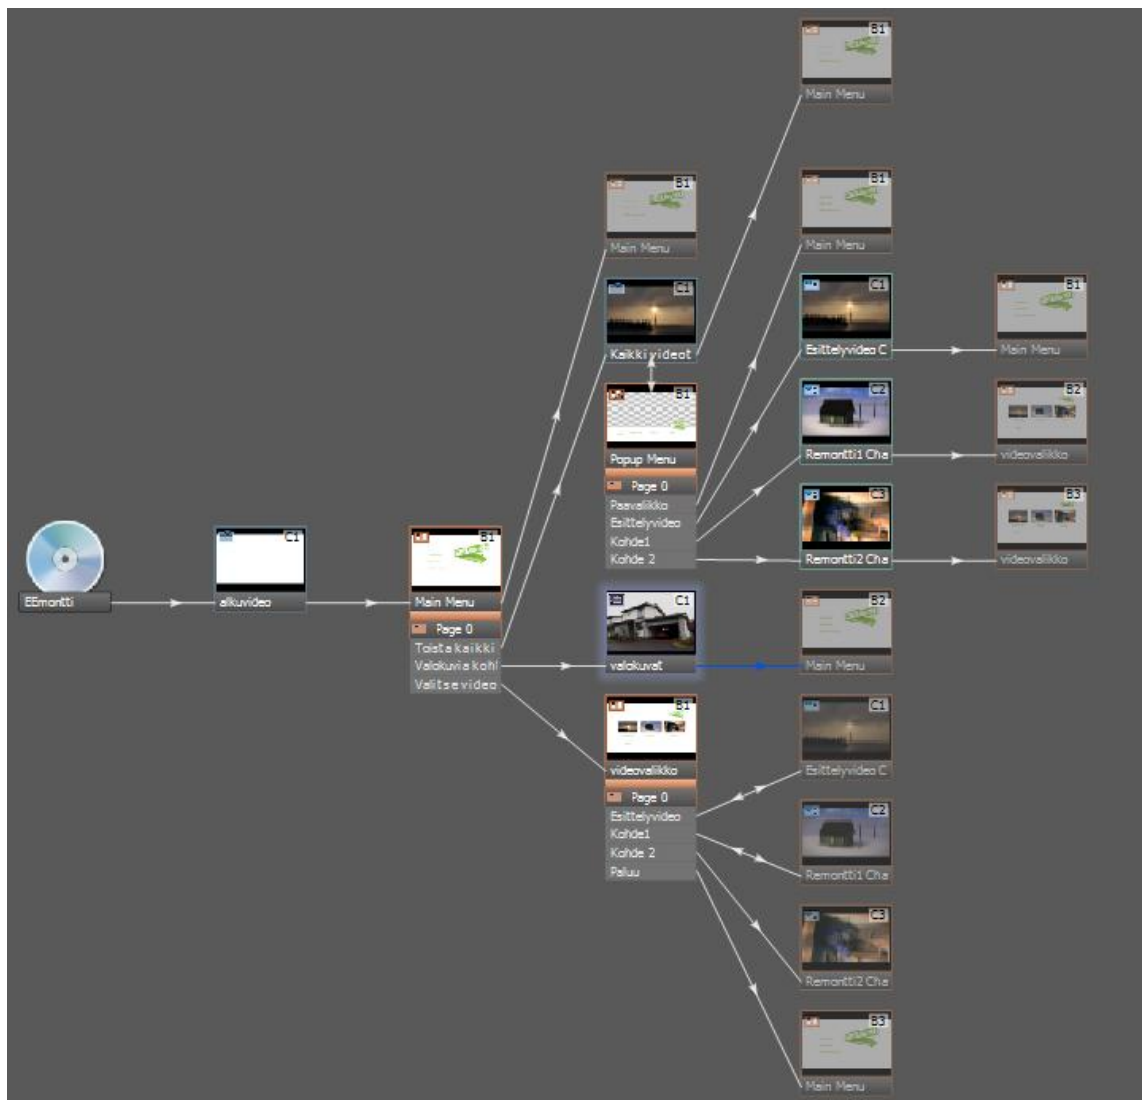 EEmontti
C1
alkuvideo
B1
Main Menu
Page 0
Toista kaikki
Valokuvia koh
Valitse video
B1
Main Menu
C1
Kaikki videot
B1
Popup Menu
Page 0
Paavalikko
Esittelyvideo
Kohde1
Kohde 2
C1
valokuvat
B1
videovalikko
Page 0
Esittelyvideo
Kohde1
Kohde 2
Paluu
B1
Main Menu
B1
Main Menu
C1
Esittelyvideo C
C2
Remontti1 Cha
C3
Remontti2 Cha
B2
Main Menu
C1
Esittelyvideo C
C2
Remontti1 Cha
C3
Remontti2 Cha
B3
Main Menu
B1
Main Menu
B2
videovalikko
B3
videovalikko